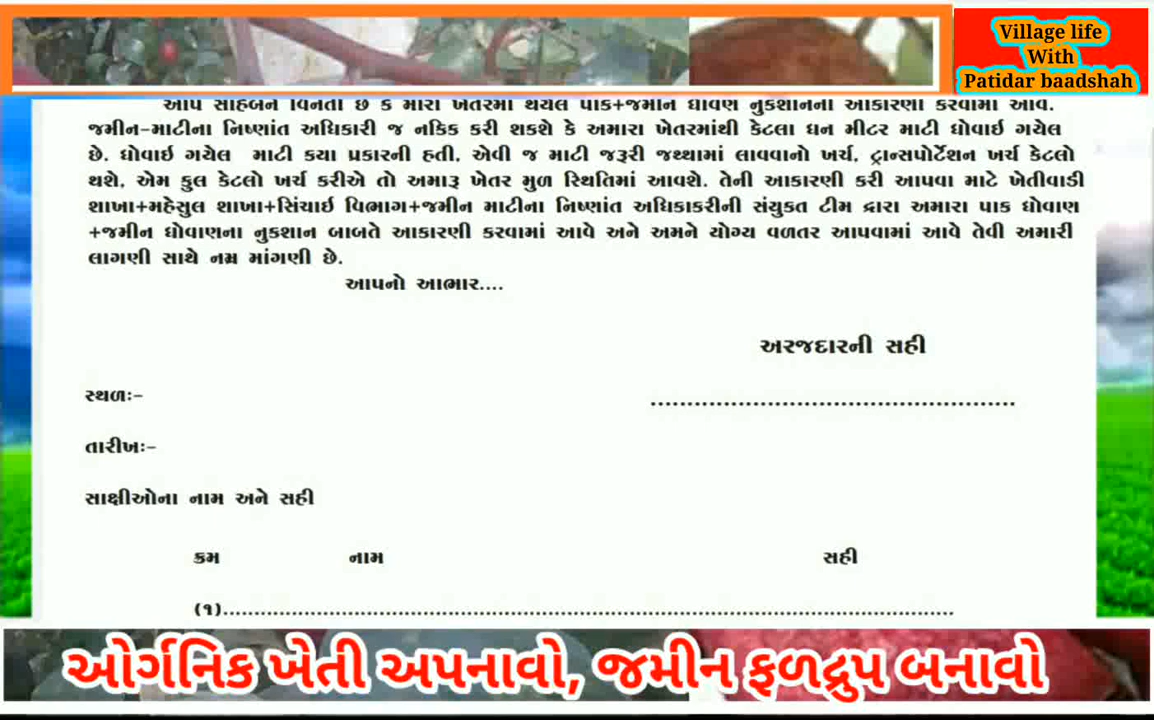 Village life
With
Patidar baadshah
આપ સાહેબને વિનંતી છે કે મારા ખેતરમાં થયેલ પાક+જમીન ધોવાણ નુકશાનની આકારણી કરવામાં આવે.
જમીન-માટીના નિષ્ણાંત અધિકારી જ નકિક કરી શકશે કે અમારા ખેતરમાંથી કેટલા ઘન મીટર માટી ધોવાઇ ગયેલ
છે. ધોવાઇ ગયેલ માટી કયા પ્રકારની હતી. એવી જ માટી જરૂરી જથ્થામાં લાવવાનો ખર્ચ, ટ્રાન્સપોર્ટેશન ખર્ચ કેટલો
થશે, એમ કુલ કેટલો ખર્ચ કરીએ તો અમારૂ ખેતર મુળ સ્થિતિમાં આવશે. તેની આકારણી કરી આપવા માટે ખેતીવાડી
શાખા+મહેસુલ શાખા+સિંચાઇ વિભાગ+જમીન માટીના નિષ્ણાંત અધિકાકરીની સંયુકત ટીમ દ્રારા અમારા પાક ધોવાણ
+જમીન ધોવાણના નુકશાન બાબતે આકારણી કરવામાં આવે અને અમને યોગ્ય વળતર આપવામાં આવે તેવી અમારી
લાગણી સાથે નમ્ર માંગણી છે.
આપનો આભાર....
અરજદારની સહી
સ્થળઃ-
..................................................
તારીખઃ-
સાક્ષીઓના નામ અને સહી
ક્રમ નામ સહી
(૧)........................................................................................................................
ઓર્ગનિક ખેતી અપનાવો, જમીન ફળદ્રુપ બનાવો